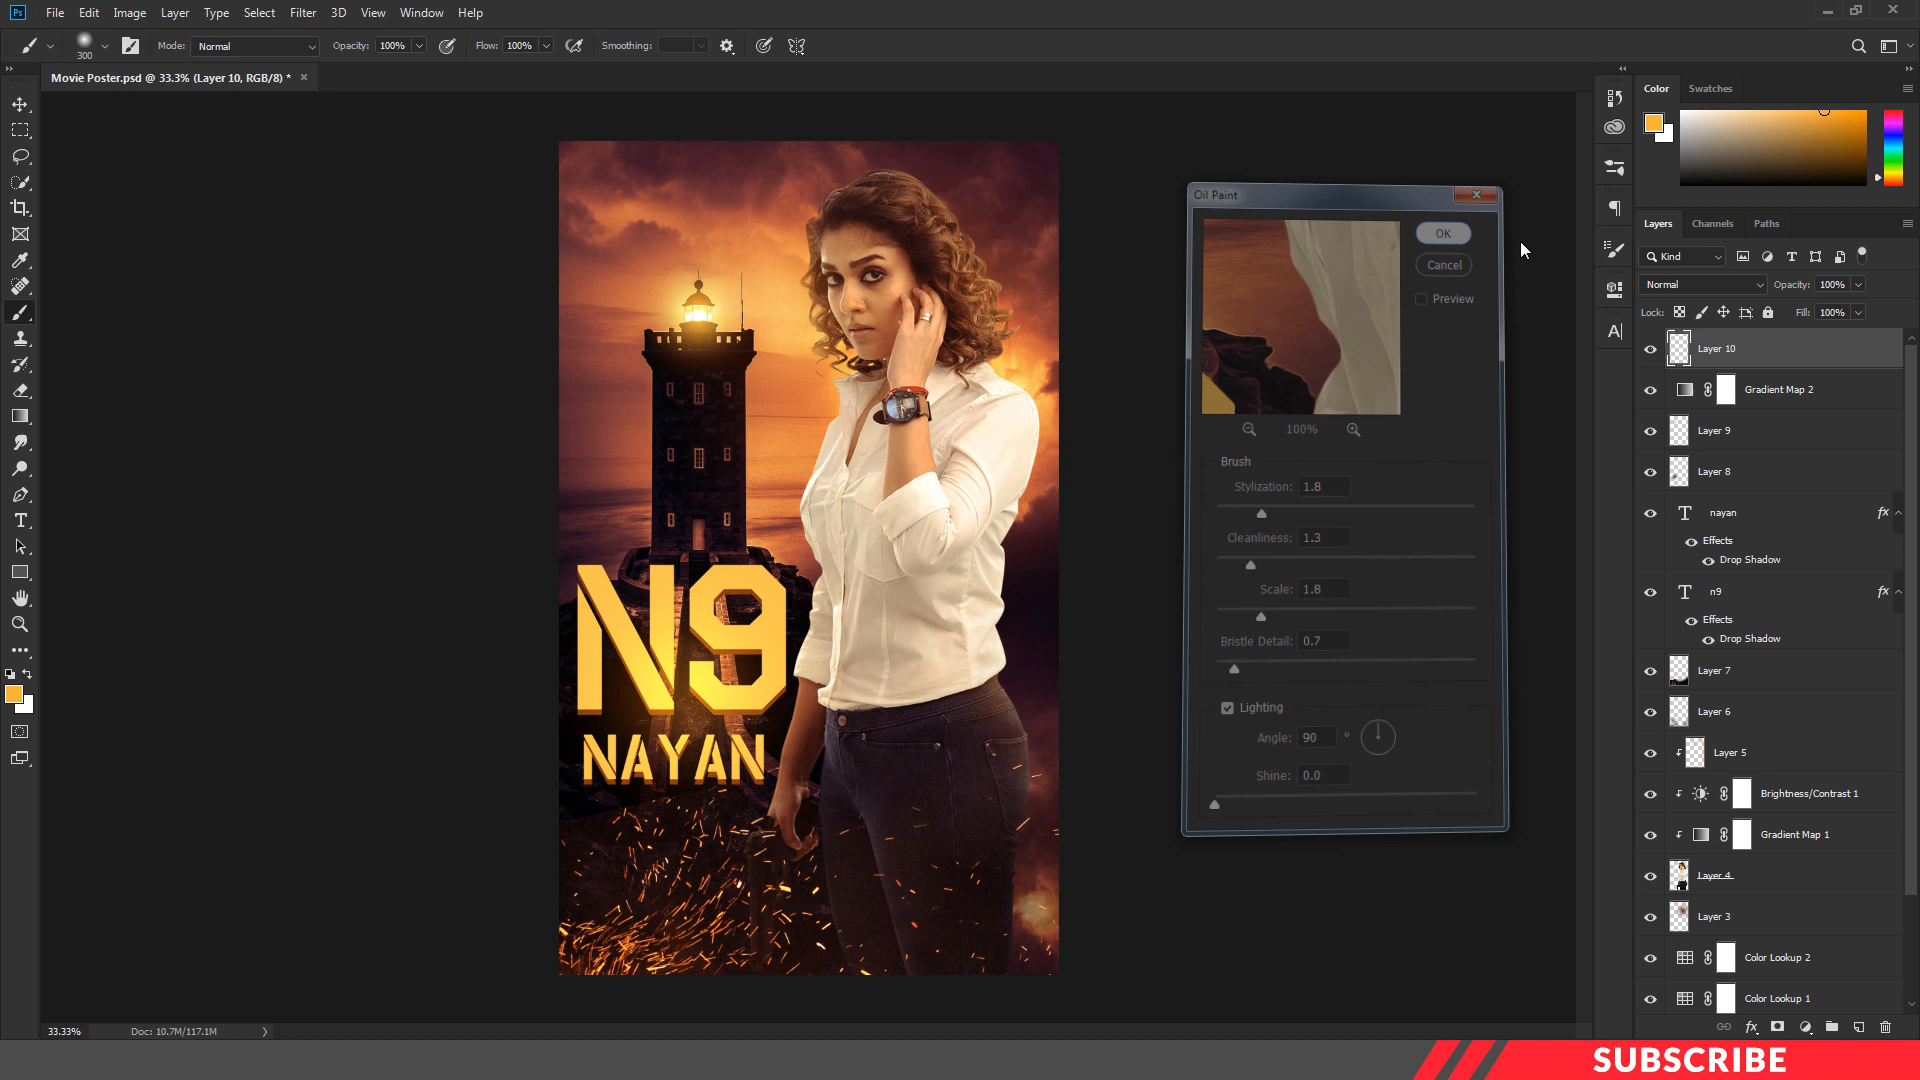 Ps File Edit Image Layer Type Select Filter 3D View Window Help
300 Mode: Normal Opacity: 100% Flow: 100% Smoothing:
Movie Poster.psd @ 33.3% (Layer 10, RGB/8) *
N9
NAYAN
Oil Paint
OK
Cancel
Preview
100%
Brush
Stylization: 1.8
Cleanliness: 1.3
Scale: 1.8
Bristle Detail: 0.7
Lighting
Angle: 90 °
Shine: 0.0
Color Swatches
Layers Channels Paths
Kind
Normal Opacity: 100%
Lock: Fill: 100%
Layer 10
Gradient Map 2
Layer 9
Layer 8
T nayan fx
Effects
Drop Shadow
T n9 fx
Effects
Drop Shadow
Layer 7
Layer 6
Layer 5
Brightness/Contrast 1
Gradient Map 1
Layer 4
Layer 3
Color Lookup 2
Color Lookup 1
fx
33.33% Doc: 10.7M/117.1M
SUBSCRIBE